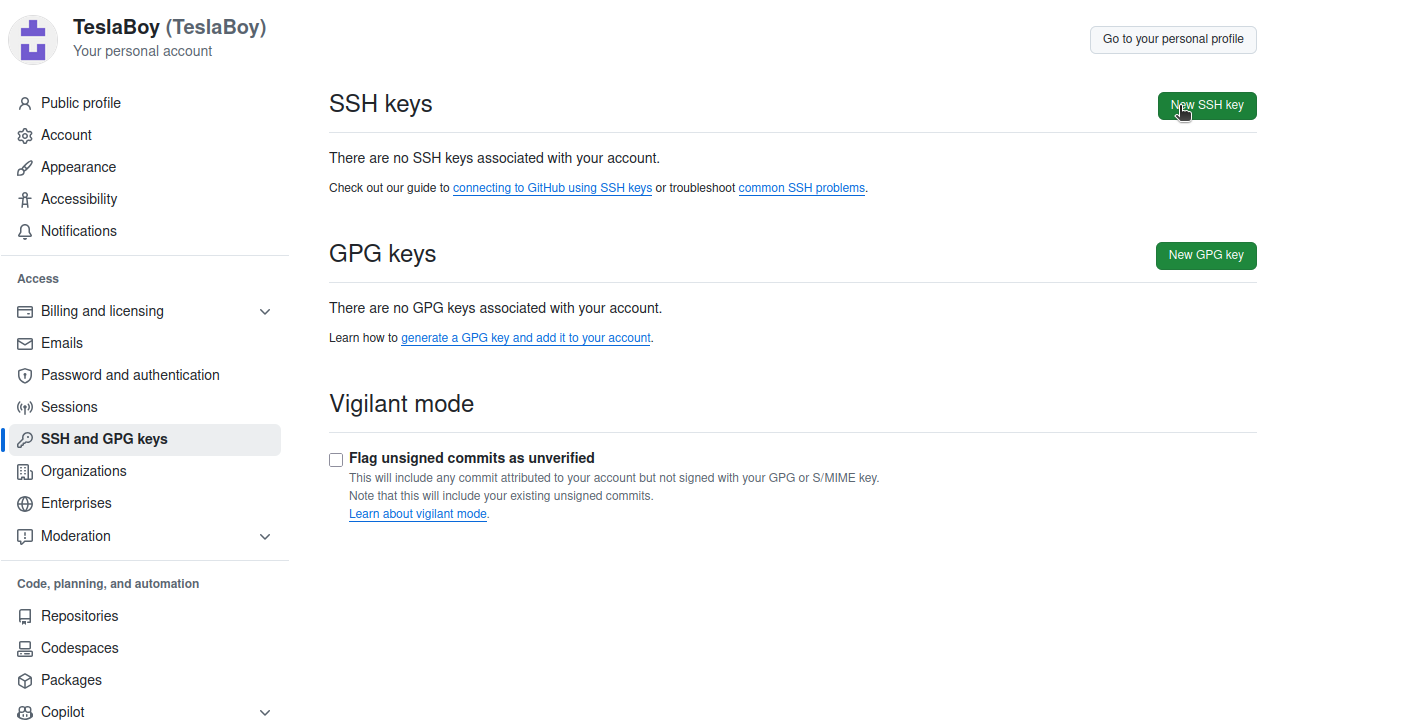 TeslaBoy (TeslaBoy)
Your personal account
Go to your personal profile
Public profile
Account
Appearance
Accessibility
Notifications
Access
Billing and licensing
Emails
Password and authentication
Sessions
SSH and GPG keys
Organizations
Enterprises
Moderation
Code, planning, and automation
Repositories
Codespaces
Packages
Copilot
SSH keys
New SSH key
There are no SSH keys associated with your account.
Check out our guide to connecting to GitHub using SSH keys or troubleshoot common SSH problems.
GPG keys
New GPG key
There are no GPG keys associated with your account.
Learn how to generate a GPG key and add it to your account.
Vigilant mode
Flag unsigned commits as unverified
This will include any commit attributed to your account but not signed with your GPG or S/MIME key.
Note that this will include your existing unsigned commits.
Learn about vigilant mode.